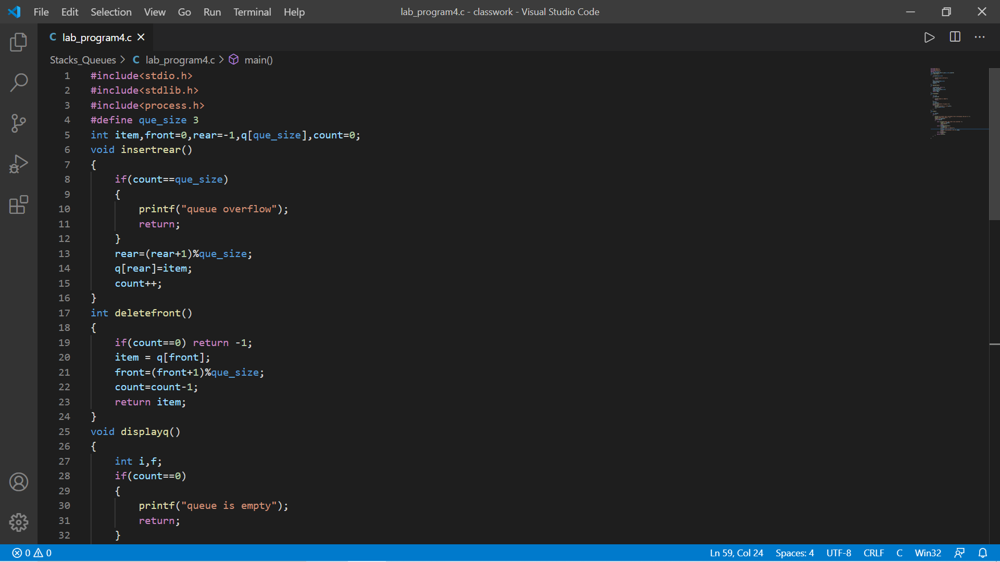 File Edit Selection View Go Run Terminal Help lab_program4.c - classwork - Visual Studio Code
C lab_program4.c
Stacks_Queues > C lab_program4.c > main()
1 #include<stdio.h>
2 #include<stdlib.h>
3 #include<process.h>
4 #define que_size 3
5 int item,front=0,rear=-1,q[que_size],count=0;
6 void insertrear()
7 {
8 if(count==que_size)
9 {
10 printf("queue overflow");
11 return;
12 }
13 rear=(rear+1)%que_size;
14 q[rear]=item;
15 count++;
16 }
17 int deletefront()
18 {
19 if(count==0) return -1;
20 item = q[front];
21 front=(front+1)%que_size;
22 count=count-1;
23 return item;
24 }
25 void displayq()
26 {
27 int i,f;
28 if(count==0)
29 {
30 printf("queue is empty");
31 return;
32 }
0 0 Ln 59, Col 24 Spaces: 4 UTF-8 CRLF C Win32